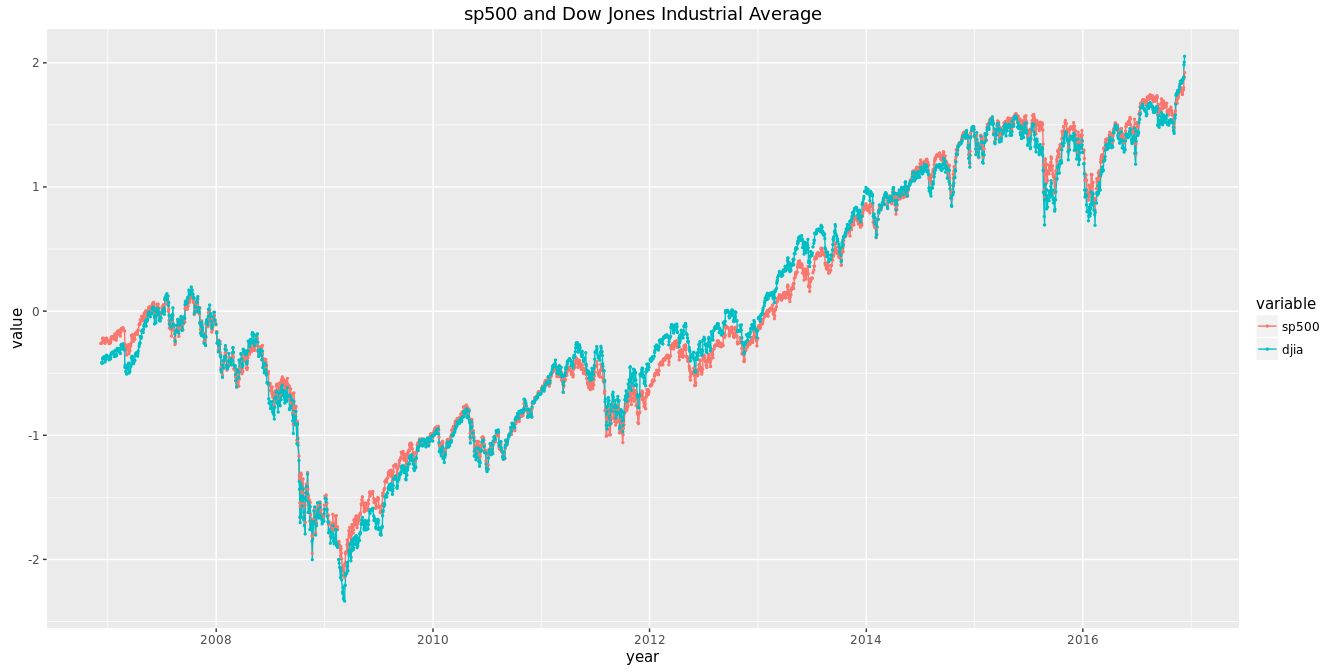 sp500 and Dow Jones Industrial Average
value
2
1
0
-1
-2
2008
2010
2012
2014
2016
year
variable
sp500
djia